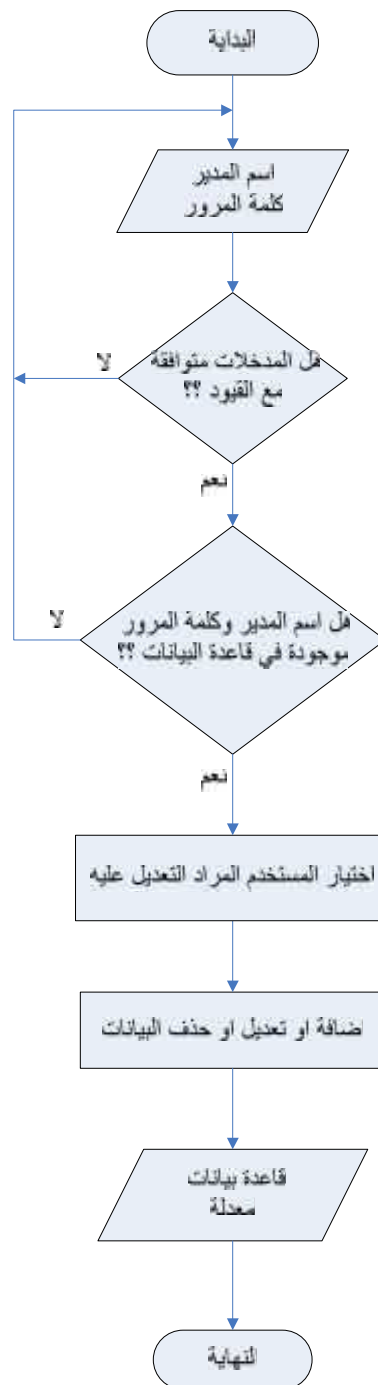 البداية
اسم المدير
كلمة المرور
هل المدخلات متوافقة
مع القيود ؟؟
لا
نعم
هل اسم المدير وكلمة المرور
موجودة في قاعدة البيانات ؟؟
لا
نعم
اختيار المستخدم المراد التعديل عليه
ضافة او تعديل او حذف البيانات
قاعدة بيانات
معدلة
النهاية